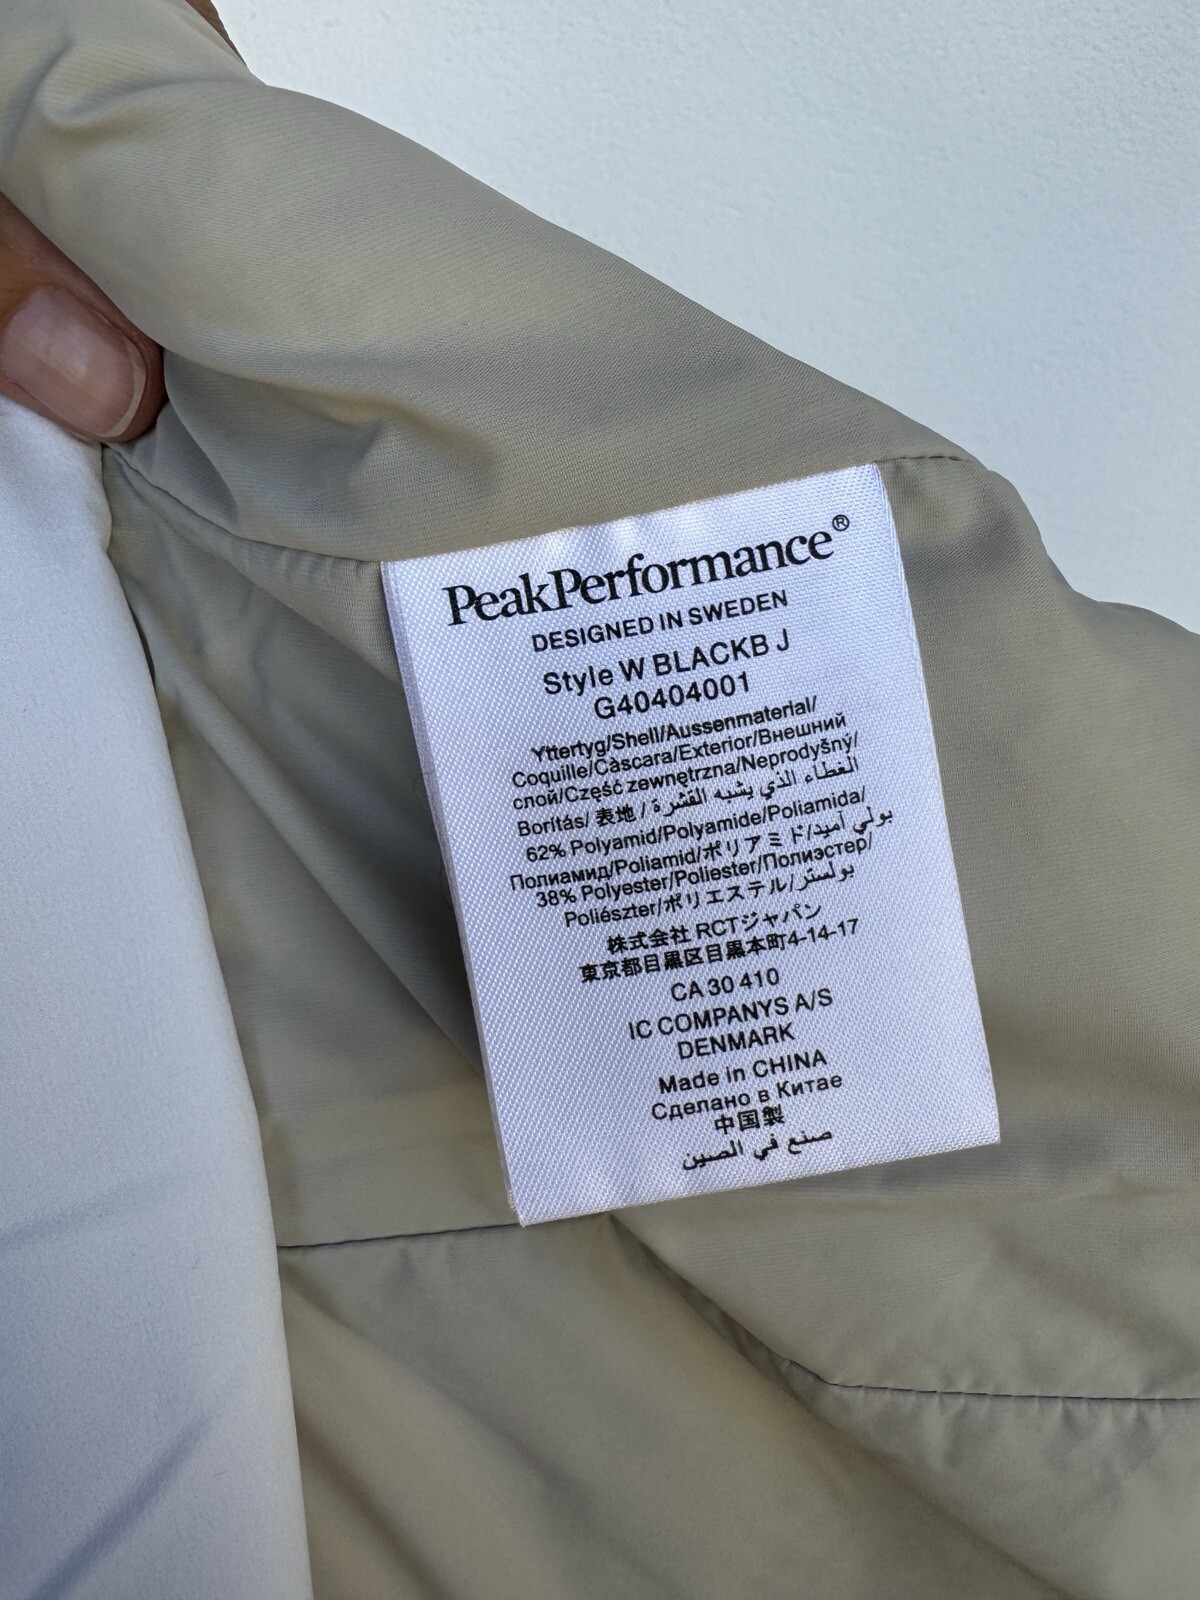 PeakPerformance®
DESIGNED IN SWEDEN
Style W BLACKB J
G40404001
Yttertyg/Shell/Aussenmaterial/
Coquille/Càscara/Exterior/Внешний
слой/Część zewnętrzna/Neprodyšný/
Borítás/ 表地 / الغطاء الذي يشبه القشرة
62% Polyamid/Polyamide/Poliamida/
Полиамид/Poliamid/ポリアミド/بولي أميد
38% Polyester/Poliester/Полиэстер/
Poliészter/ポリエステル/بولستر
株式会社 RCTジャパン
東京都目黒区目黒本町4-14-17
CA 30 410
IC COMPANYS A/S
DENMARK
Made in CHINA
Сделано в Китае
中国製
صنع في الصين